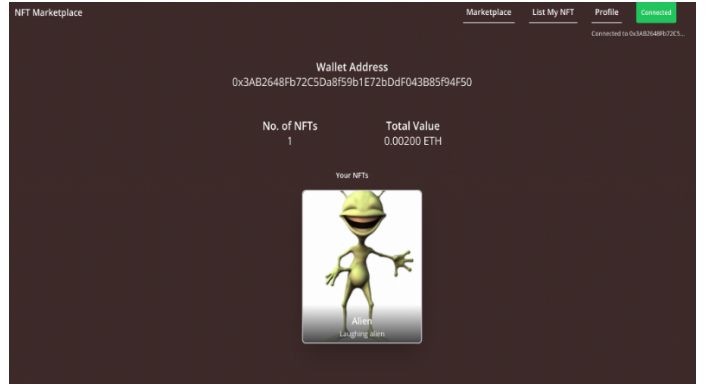 NFT Marketplace
Marketplace
List My NFT
Profile
Connected
Connected to 0x3AB2648Fb72C5...
Wallet Address
0x3AB2648Fb72C5Da8f59b1E72bDdF043B85f94F50
No. of NFTs
Total Value
1
0.00200 ETH
Your NFTs
Alien
Laughing alien